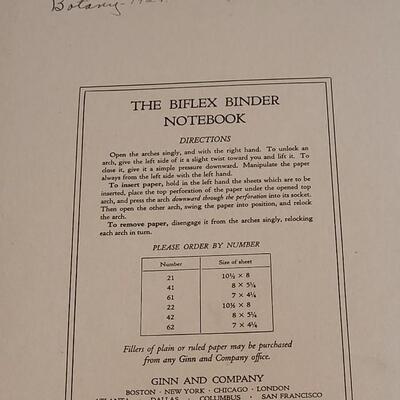 Botany
THE BIFLEX BINDER
NOTEBOOK
DIRECTIONS
Open the arches singly, and with the right hand. To unlock an
arch, give the left side of it a slight twist toward you and lift it. To
close it, give it a simple pressure downward. Manipulate the paper
always from the left side with the left hand.
To insert paper, hold in the left hand the sheets which are to be
inserted, place the top perforation of the paper under the opened top
arch, and press the arch downward through the perforation into its socket.
Then open the other arch, swing the paper into position, and relock
the arch.
To remove paper, disengage it from the arches singly, relocking
each arch in turn.
PLEASE ORDER BY NUMBER
Number Size of sheet
21 10½ × 8
41 8 × 5¼
61 7 × 4¼
22 10½ × 8
42 8 × 5¼
62 7 × 4¼
Fillers of plain or ruled paper may be purchased
from any Ginn and Company office.
GINN AND COMPANY
BOSTON · NEW YORK · CHICAGO · LONDON
ATLANTA · DALLAS · COLUMBUS · SAN FRANCISCO